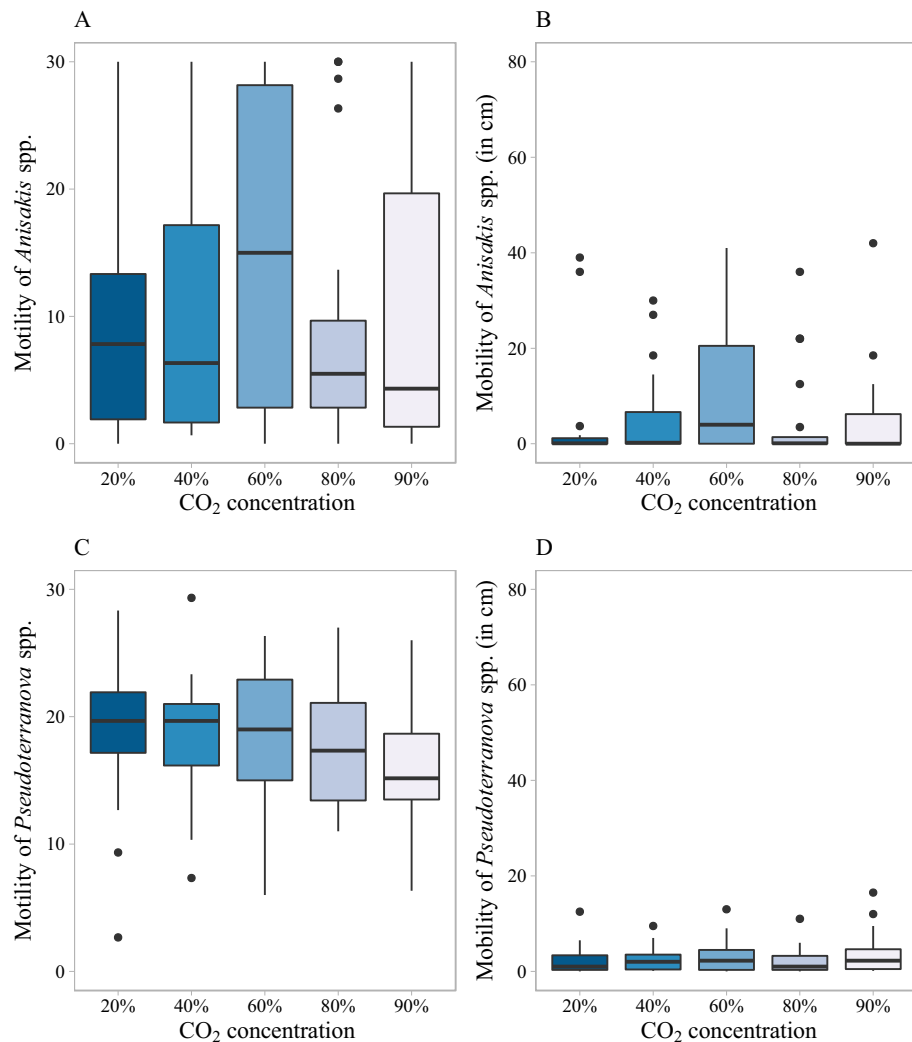 A
Motility of Anisakis spp.
30
20
10
0
20% 40% 60% 80% 90%
CO₂ concentration
B
Mobility of Anisakis spp. (in cm)
80
60
40
20
0
20% 40% 60% 80% 90%
CO₂ concentration
C
Motility of Pseudoterranova spp.
30
20
10
0
20% 40% 60% 80% 90%
CO₂ concentration
D
Mobility of Pseudoterranova spp. (in cm)
80
60
40
20
0
20% 40% 60% 80% 90%
CO₂ concentration